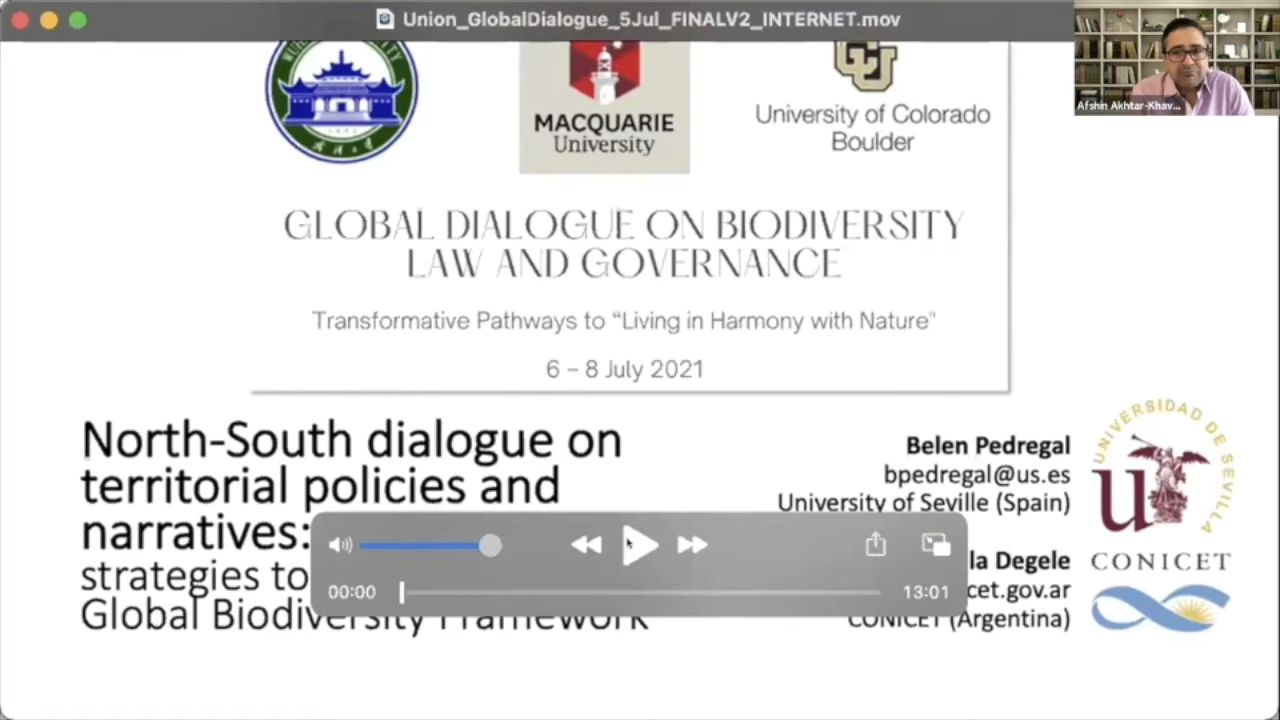 Union_GlobalDialogue_5Jul_FINALV2_INTERNET.mov
Afshin Akhtar-Khav...
MACQUARIE
University
University of Colorado
Boulder
GLOBAL DIALOGUE ON BIODIVERSITY
LAW AND GOVERNANCE
Transformative Pathways to “Living in Harmony with Nature"
6 – 8 July 2021
North-South dialogue on
territorial policies and
narratives:
strategies to
Global Biodiversity Framework
Belen Pedregal
bpedregal@us.es
University of Seville (Spain)
la Degele
cet.gov.ar
CONICET (Argentina)
UNIVERSIDAD DE SEVILLA
CONICET
00:00
13:01